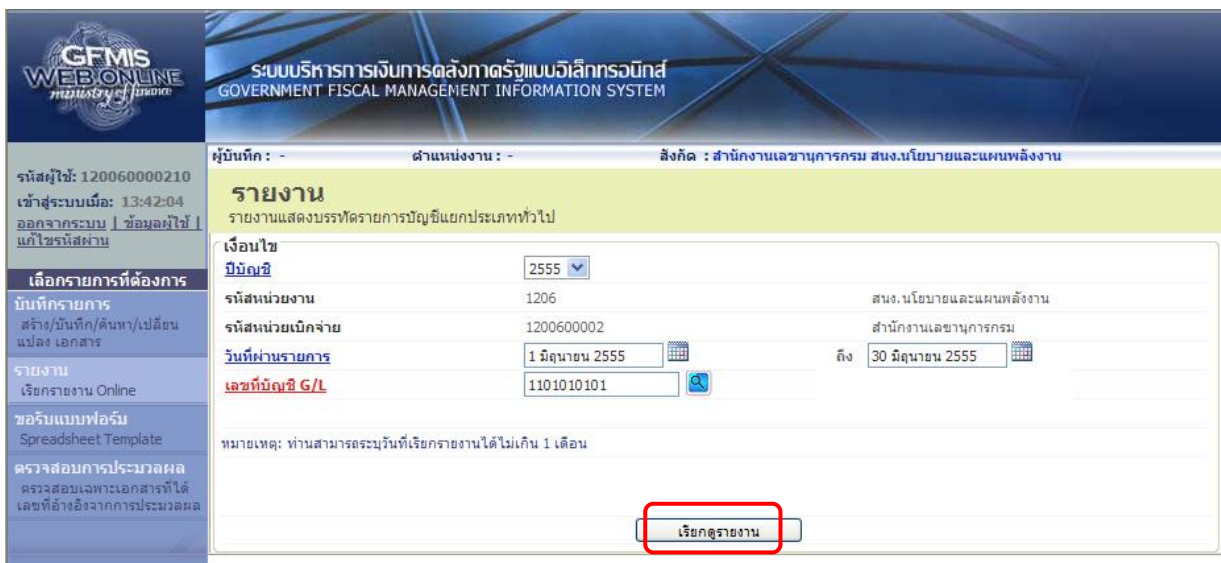 GFMIS
WEB ONLINE
ministry of finance
ระบบบริหารการเงินการคลังภาครัฐแบบอิเล็กทรอนิกส์
GOVERNMENT FISCAL MANAGEMENT INFORMATION SYSTEM
ผู้บันทึก : - ตำแหน่งงาน : - สังกัด : สำนักงานเลขานุการกรม สนง.นโยบายและแผนพลังงาน
รหัสผู้ใช้: 120060000210
เข้าสู่ระบบเมื่อ: 13:42:04
ออกจากระบบ | ข้อมูลผู้ใช้ |
แก้ไขรหัสผ่าน
เลือกรายการที่ต้องการ
บันทึกรายการ
สร้าง/บันทึก/ค้นหา/เปลี่ยน
แปลง เอกสาร
รายงาน
เรียกรายงาน Online
ขอรับแบบฟอร์ม
Spreadsheet Template
ตรวจสอบการประมวลผล
ตรวจสอบเฉพาะเอกสารที่ได้
เลขที่อ้างอิงจากการประมวลผล
รายงาน
รายงานแสดงบรรทัดรายการบัญชีแยกประเภททั่วไป
เงื่อนไข
ปีบัญชี 2555
รหัสหน่วยงาน 1206 สนง.นโยบายและแผนพลังงาน
รหัสหน่วยเบิกจ่าย 1200600002 สำนักงานเลขานุการกรม
วันที่ผ่านรายการ 1 มิถุนายน 2555 ถึง 30 มิถุนายน 2555
เลขที่บัญชี G/L 1101010101
หมายเหตุ: ท่านสามารถระบุวันที่เรียกรายงานได้ไม่เกิน 1 เดือน
เรียกดูรายงาน